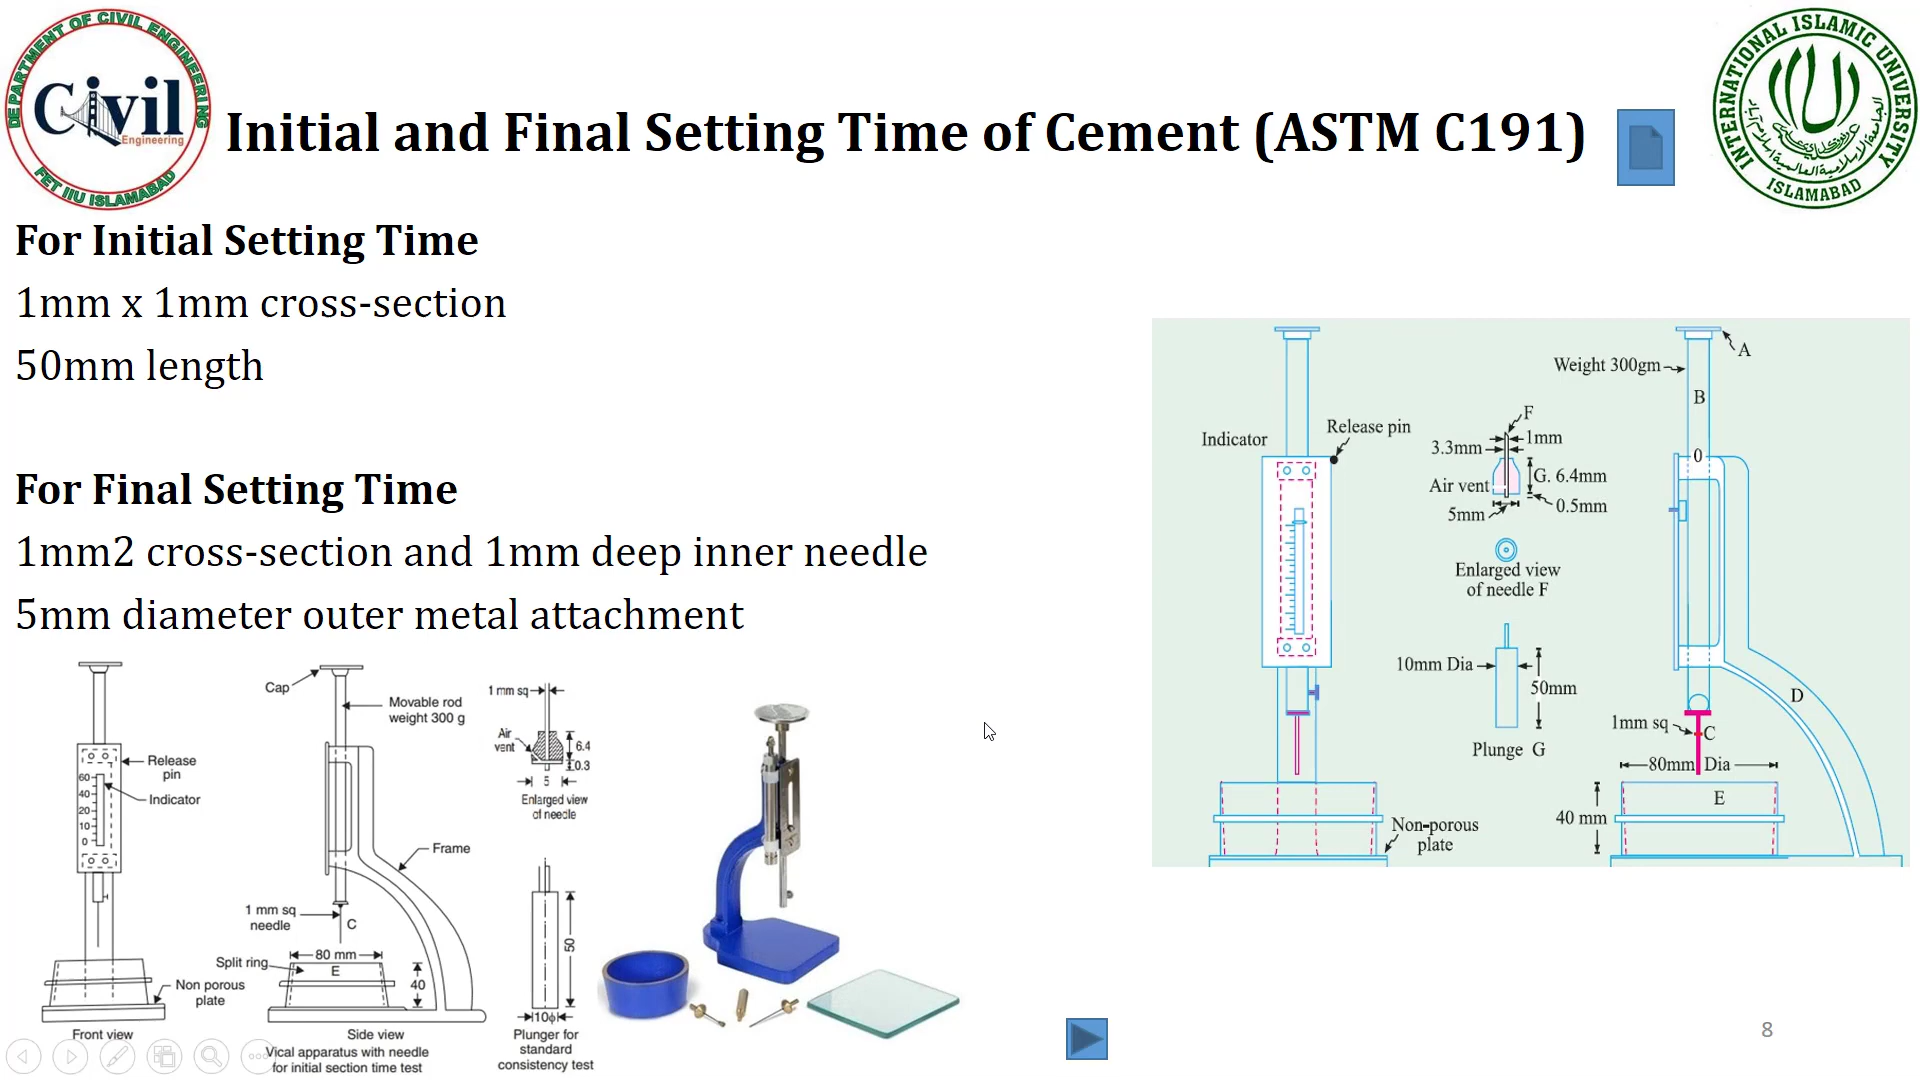 DEPARTMENT OF CIVIL ENGINEERING
Civil
Engineering
FET IIU ISLAMABAD
Initial and Final Setting Time of Cement (ASTM C191)
INTERNATIONAL ISLAMIC UNIVERSITY
الجامعة الإسلامية العالمية إسلام آباد
ISLAMABAD
For Initial Setting Time
1mm x 1mm cross-section
50mm length
For Final Setting Time
1mm2 cross-section and 1mm deep inner needle
5mm diameter outer metal attachment
Cap
Movable rod
weight 300 g
Release
pin
Indicator
60
40
20
10
0
Frame
1 mm sq
needle
C
Split ring
80 mm
E
40
Non porous
plate
Front view
Side view
Vical apparatus with needle
for initial section time test
1 mm sq
Air
vent
6.4
0.3
5
Enlarged view
of needle
50
10ϕ
Plunger for
standard
consistency test
Indicator
Release pin
Non-porous
plate
F
1mm
3.3mm
G. 6.4mm
Air vent
0.5mm
5mm
Enlarged view
of needle F
10mm Dia
50mm
Plunge G
A
Weight 300gm
B
0
D
1mm sq
C
80mm Dia
E
40 mm
8